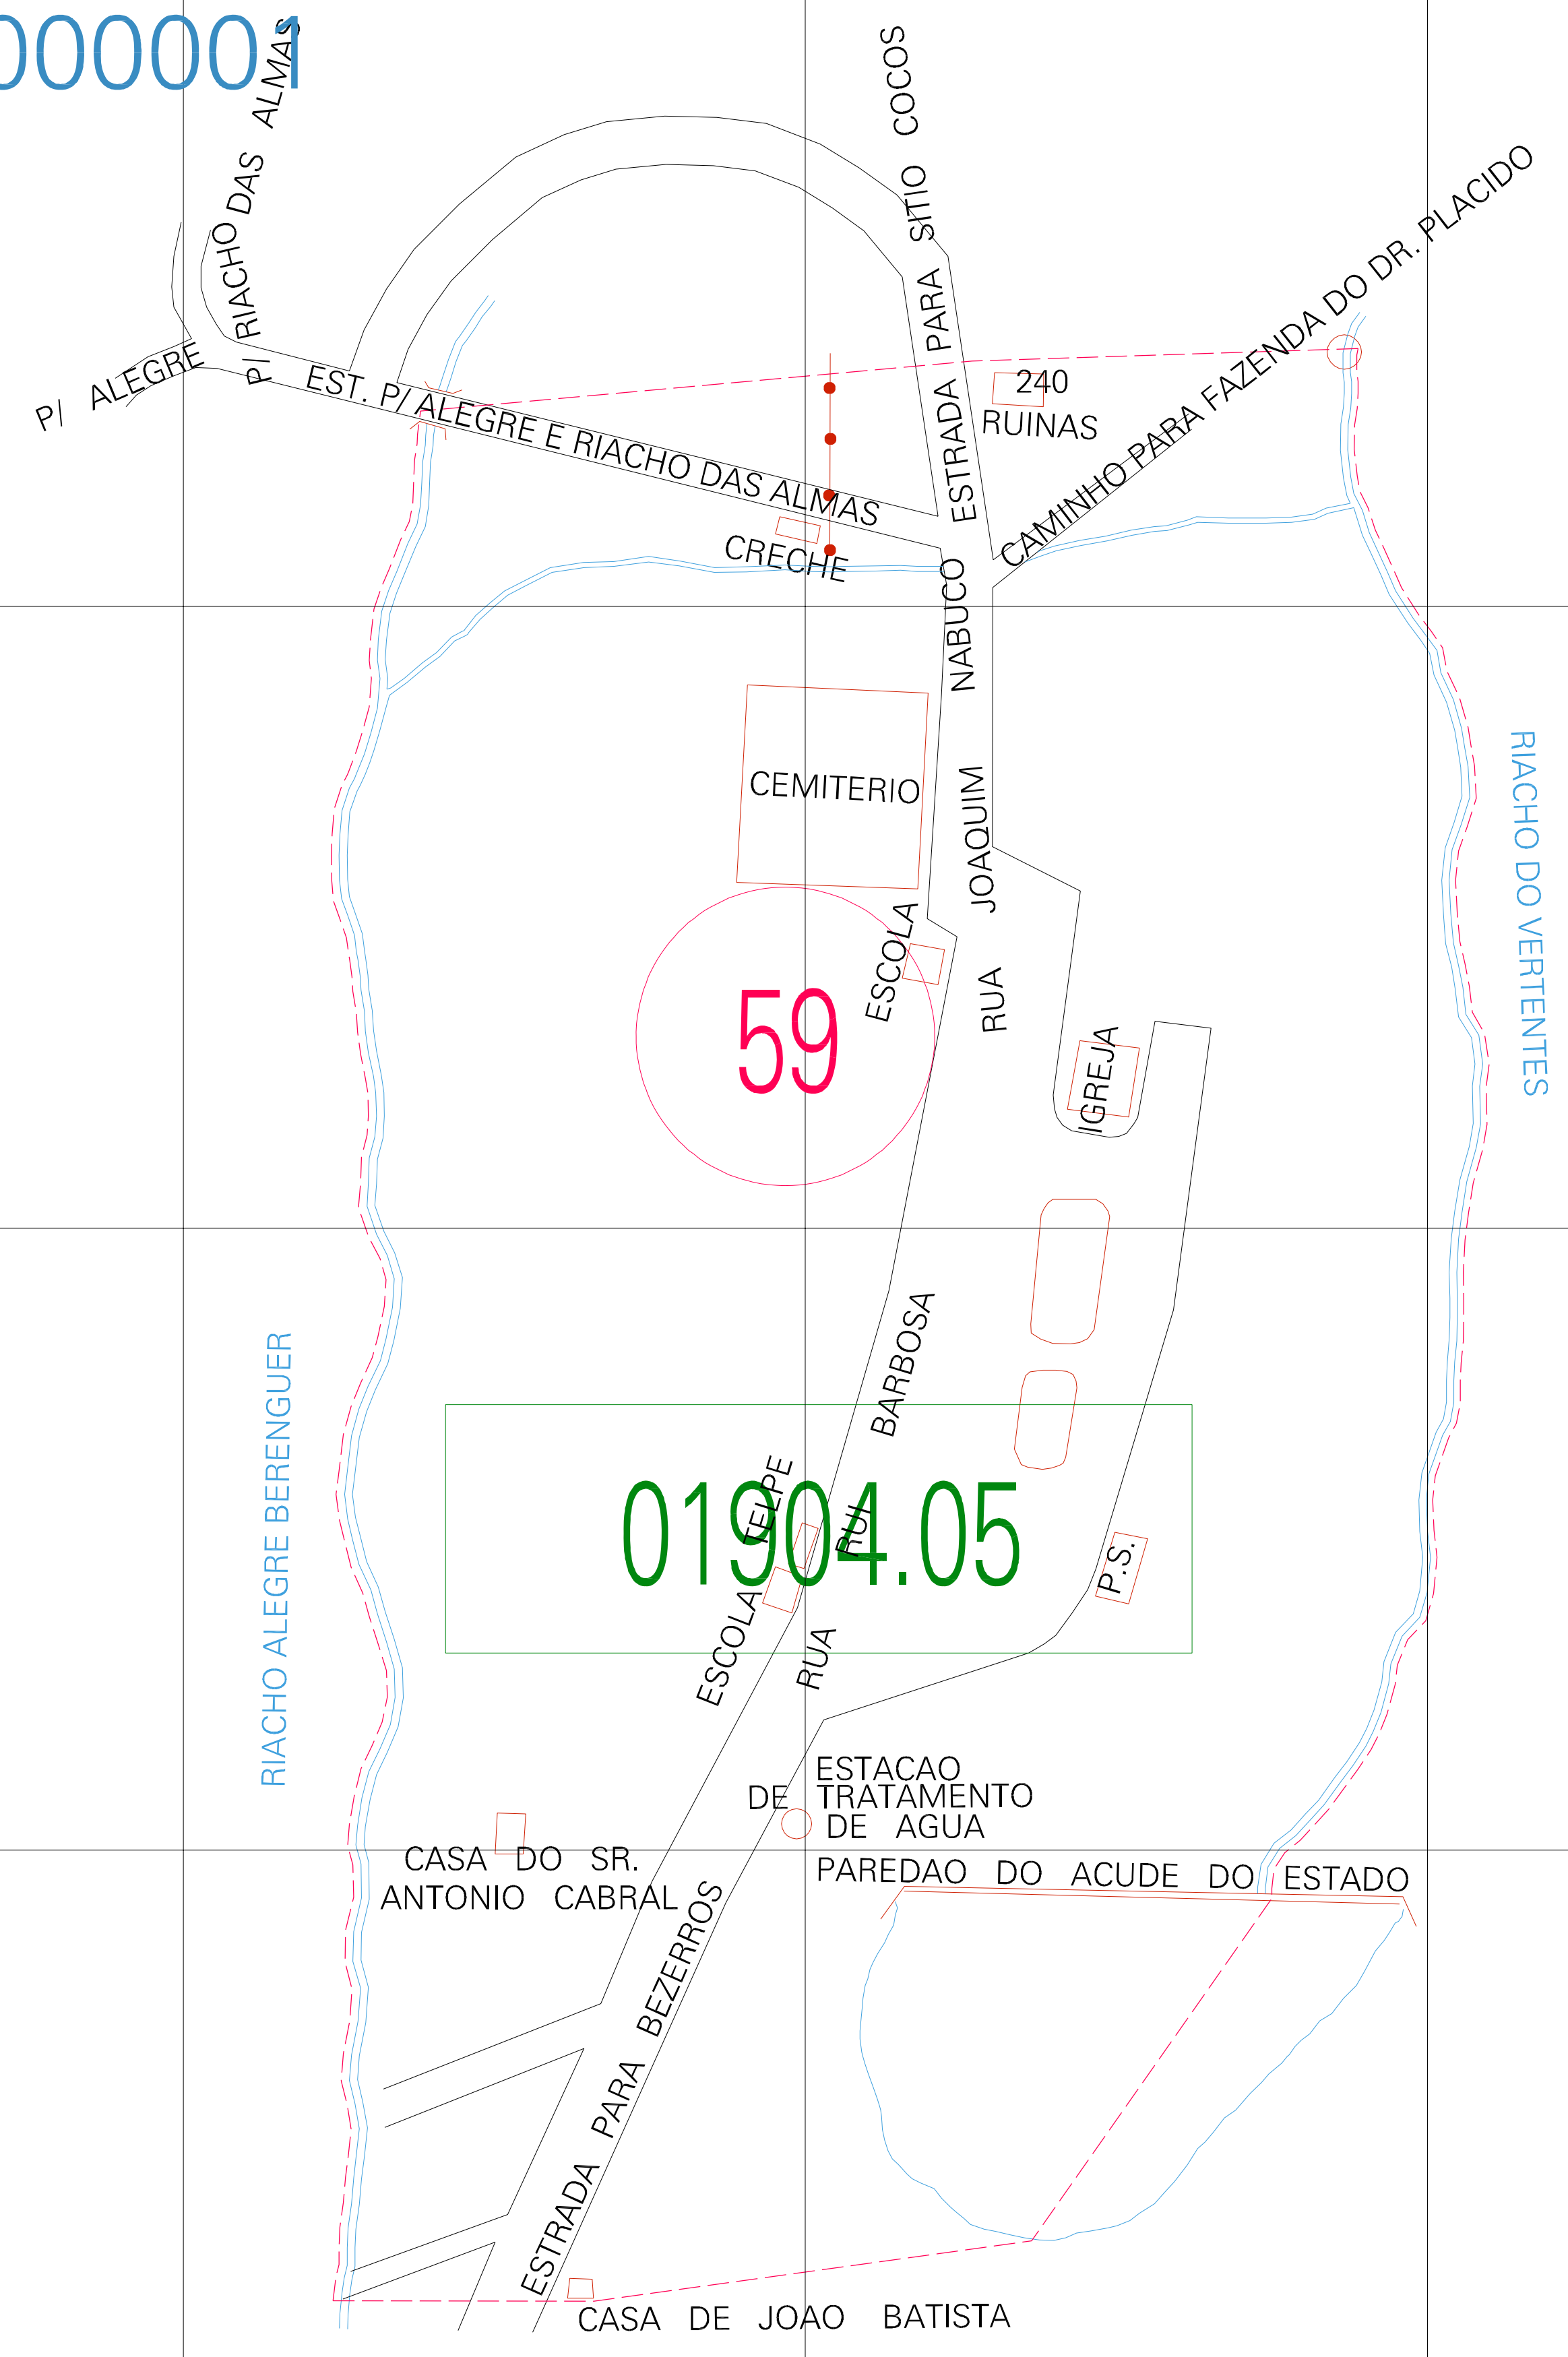 000001
P/ RIACHO DAS ALMAS
ESTRADA PARA SITIO COCOS
CAMINHO PARA FAZENDA DO DR. PLACIDO
P/ ALEGRE
EST. P/ ALEGRE E RIACHO DAS ALMAS
240
RUINAS
CRECHE
RUA JOAQUIM NABUCO
CEMITERIO
RIACHO DO VERTENTES
ESCOLA
59
IGREJA
RIACHO ALEGRE BERENGUER
RUA RUI BARBOSA
TELPE
01904.05
ESCOLA
P.S.
ESTACAO
DE TRATAMENTO
DE AGUA
CASA DO SR.
ANTONIO CABRAL
PAREDAO DO ACUDE DO ESTADO
ESTRADA PARA BEZERROS
CASA DE JOAO BATISTA